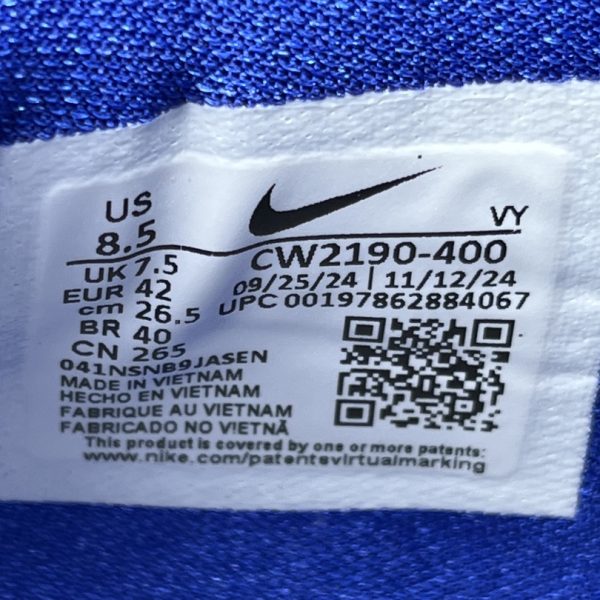 US
8.5
VY
UK 7.5
CW2190-400
EUR 42
09/25/24 | 11/12/24
cm 26.5
UPC 00197862884067
BR 40
CN 265
041NSNB9JASEN
MADE IN VIETNAM
HECHO EN VIETNAM
FABRIQUE AU VIETNAM
FABRICADO NO VIETNÃ
This product is covered by one or more patents:
www.nike.com/patentsvirtualmarking